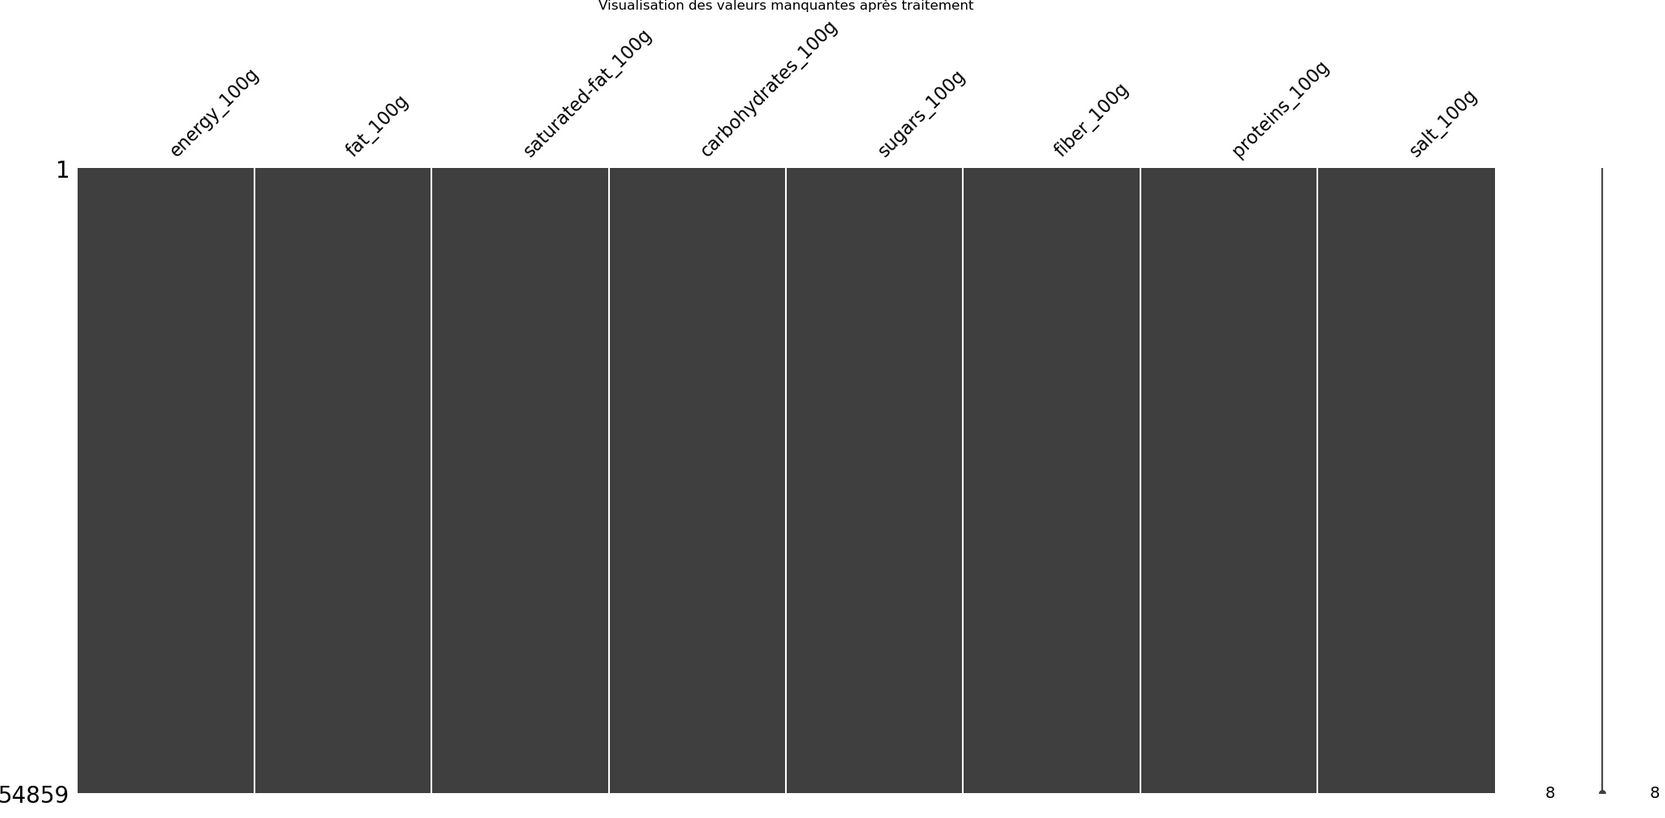 Visualisation des valeurs manquantes après traitement
energy_100g
fat_100g
saturated-fat_100g
carbohydrates_100g
sugars_100g
fiber_100g
proteins_100g
salt_100g
1
54859
8
8